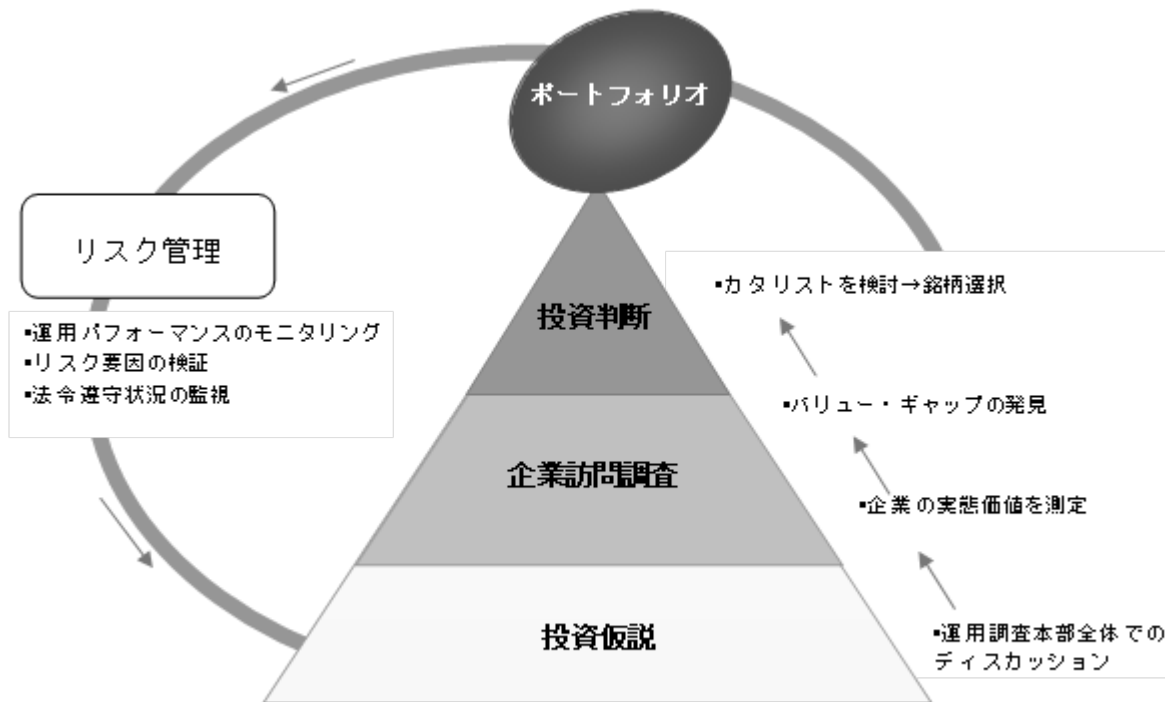 ポートフォリオ
リスク管理
▪運用パフォーマンスのモニタリング
▪リスク要因の検証
▪法令遵守状況の監視
投資判断
企業訪問調査
投資仮説
▪カタリストを検討→銘柄選択
▪バリュー・ギャップの発見
▪企業の実態価値を測定
▪運用調査本部全体での
ディスカッション